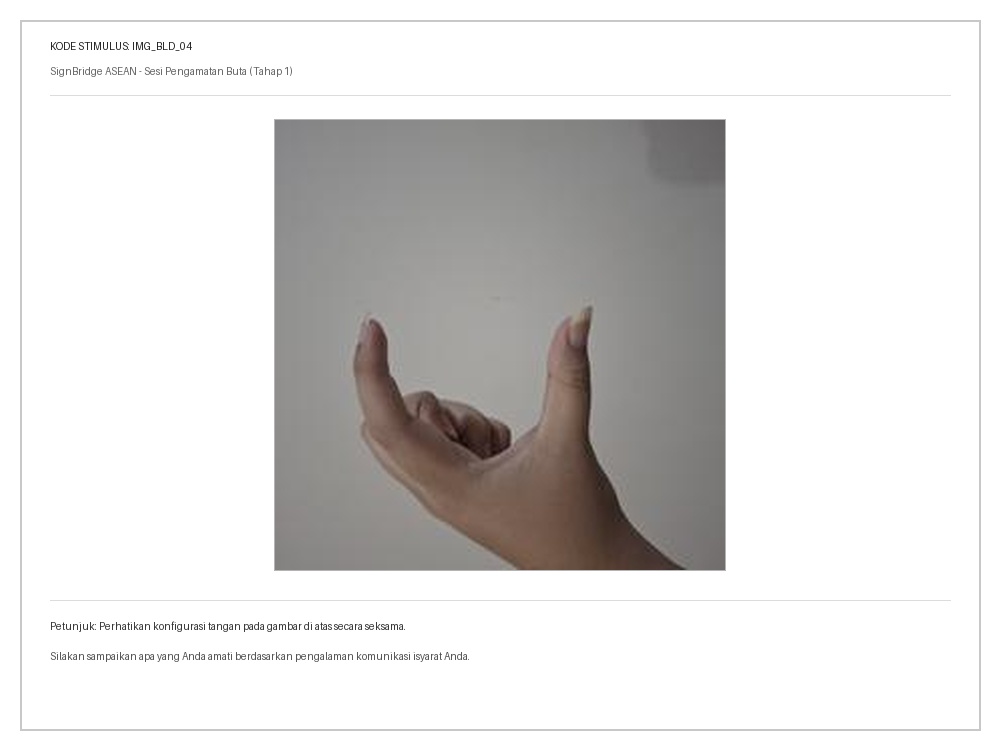 KODE STIMULUS: IMG_BLD_04
SignBridge ASEAN - Sesi Pengamatan Buta (Tahap 1)
Petunjuk: Perhatikan konfigurasi tangan pada gambar di atas secara seksama.
Silakan sampaikan apa yang Anda amati berdasarkan pengalaman komunikasi isyarat Anda.